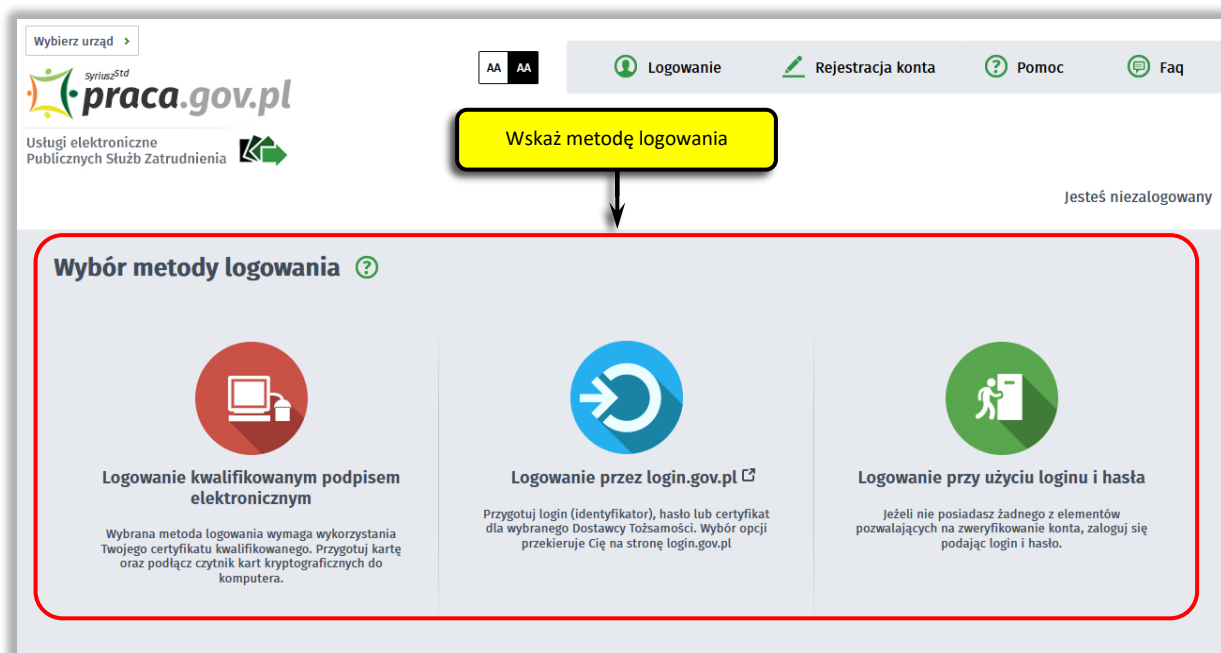 Wybierz urząd
AA AA
Logowanie
Rejestracja konta
Pomoc
Faq
Syriusz Std
praca.gov.pl
Usługi elektroniczne
Publicznych Służb Zatrudnienia
Wskaż metodę logowania
Jesteś niezalogowany
Wybór metody logowania ?
Logowanie kwalifikowanym podpisem
elektronicznym
Wybrana metoda logowania wymaga wykorzystania
Twojego certyfikatu kwalifikowanego. Przygotuj kartę
oraz podłącz czytnik kart kryptograficznych do
komputera.
Logowanie przez login.gov.pl
Przygotuj login (identyfikator), hasło lub certyfikat
dla wybranego Dostawcy Tożsamości. Wybór opcji
przekieruje Cię na stronę login.gov.pl
Logowanie przy użyciu loginu i hasła
Jeżeli nie posiadasz żadnego z elementów
pozwalających na zweryfikowanie konta, zaloguj się
podając login i hasło.